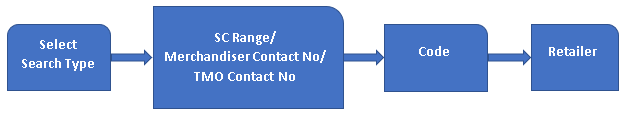 Select
Search Type
SC Range/
Merchandiser Contact No/
TMO Contact No
Code
Retailer